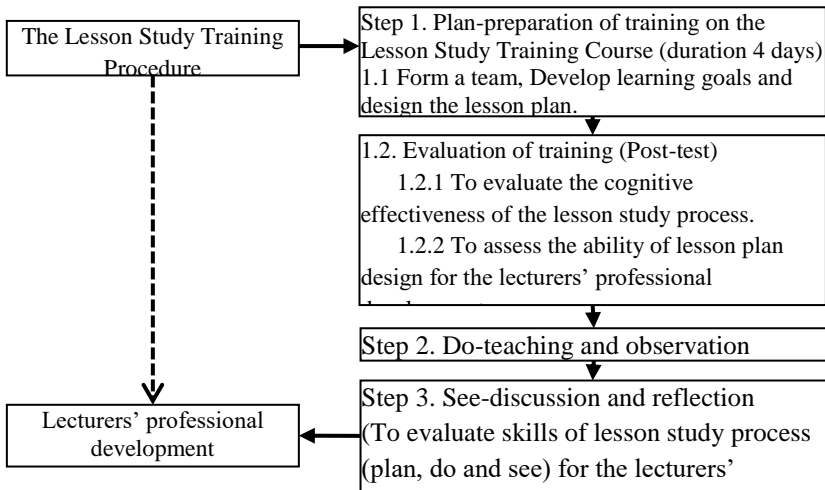 The Lesson Study Training
Procedure
Step 1. Plan-preparation of training on the
Lesson Study Training Course (duration 4 days)
1.1 Form a team, Develop learning goals and
design the lesson plan.
1.2. Evaluation of training (Post-test)
1.2.1 To evaluate the cognitive
effectiveness of the lesson study process.
1.2.2 To assess the ability of lesson plan
design for the lecturers’ professional
Step 2. Do-teaching and observation
Step 3. See-discussion and reflection
(To evaluate skills of lesson study process
(plan, do and see) for the lecturers’
Lecturers’ professional
development